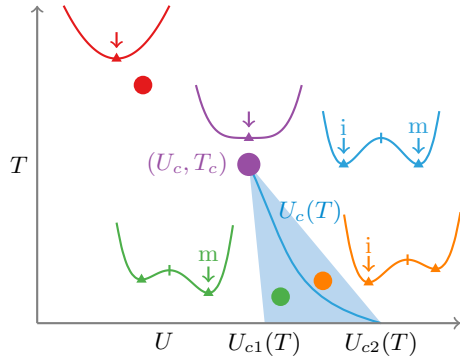 i
m
T
(U_c, T_c)
U_c(T)
m
i
U
U_{c1}(T)
U_{c2}(T)